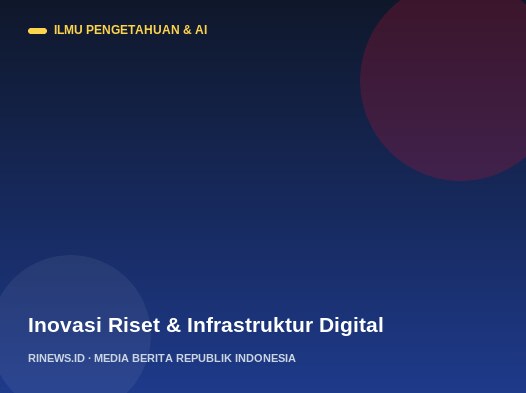 ILMU PENGETAHUAN & AI
Inovasi Riset & Infrastruktur Digital
RINEWS.ID · MEDIA BERITA REPUBLIK INDONESIA